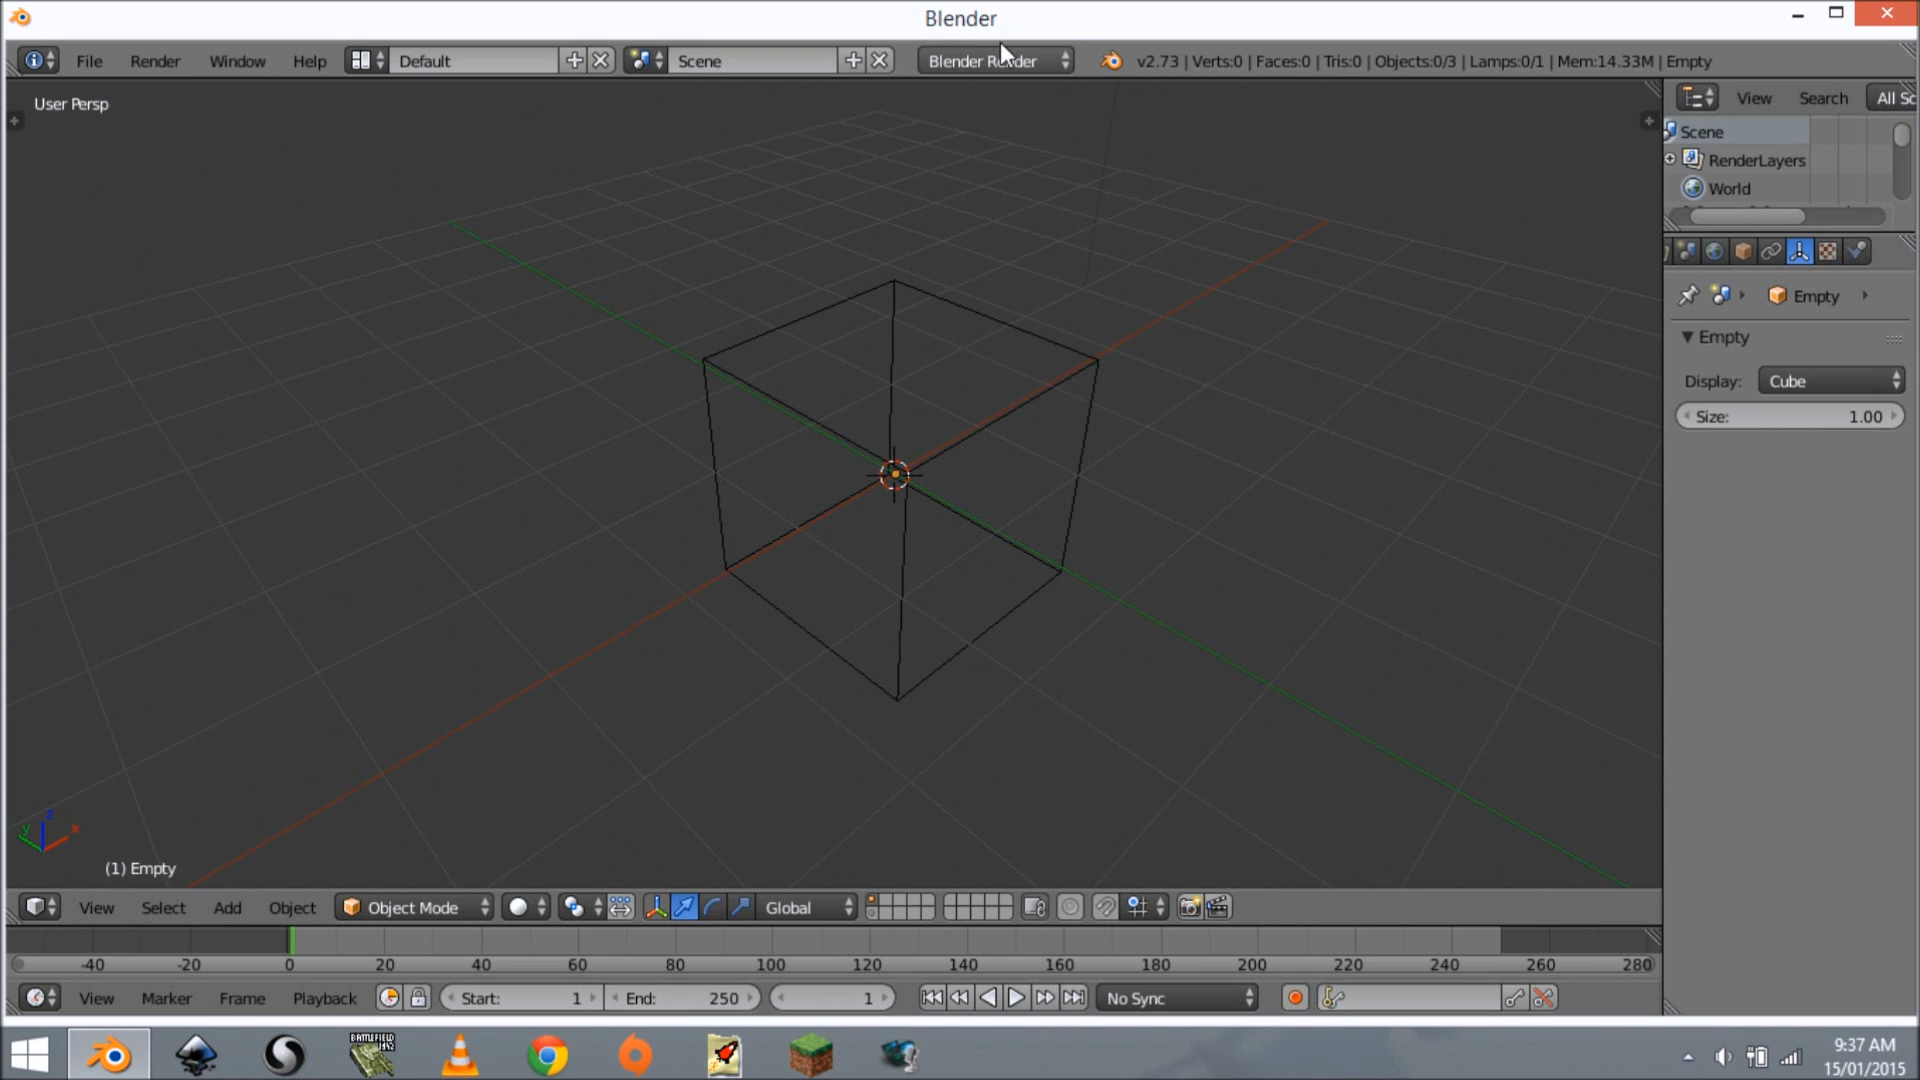 Blender
File Render Window Help Default Scene Blender Render v2.73 | Verts:0 | Faces:0 | Tris:0 | Objects:0/3 | Lamps:0/1 | Mem:14.33M | Empty
User Persp
View Search All Sc
Scene
RenderLayers
World
Empty
Empty
Display: Cube
Size: 1.00
z
y x
(1) Empty
View Select Add Object Object Mode Global
-40 -20 0 20 40 60 80 100 120 140 160 180 200 220 240 260 280
View Marker Frame Playback Start: 1 End: 250 1 No Sync
BATTLEFIELD
1942
9:37 AM
15/01/2015